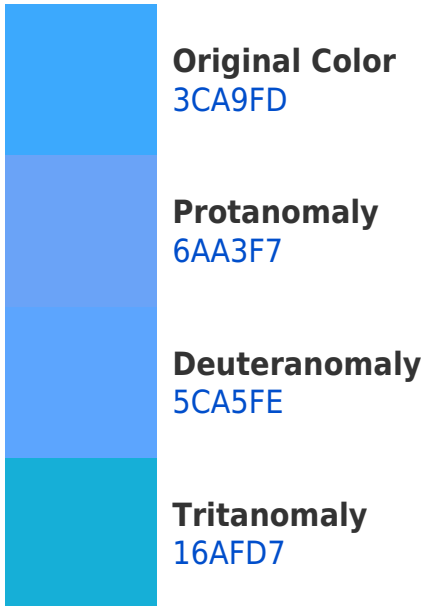 Original Color
3CA9FD
Protanomaly
6AA3F7
Deuteranomaly
5CA5FE
Tritanomaly
16AFD7